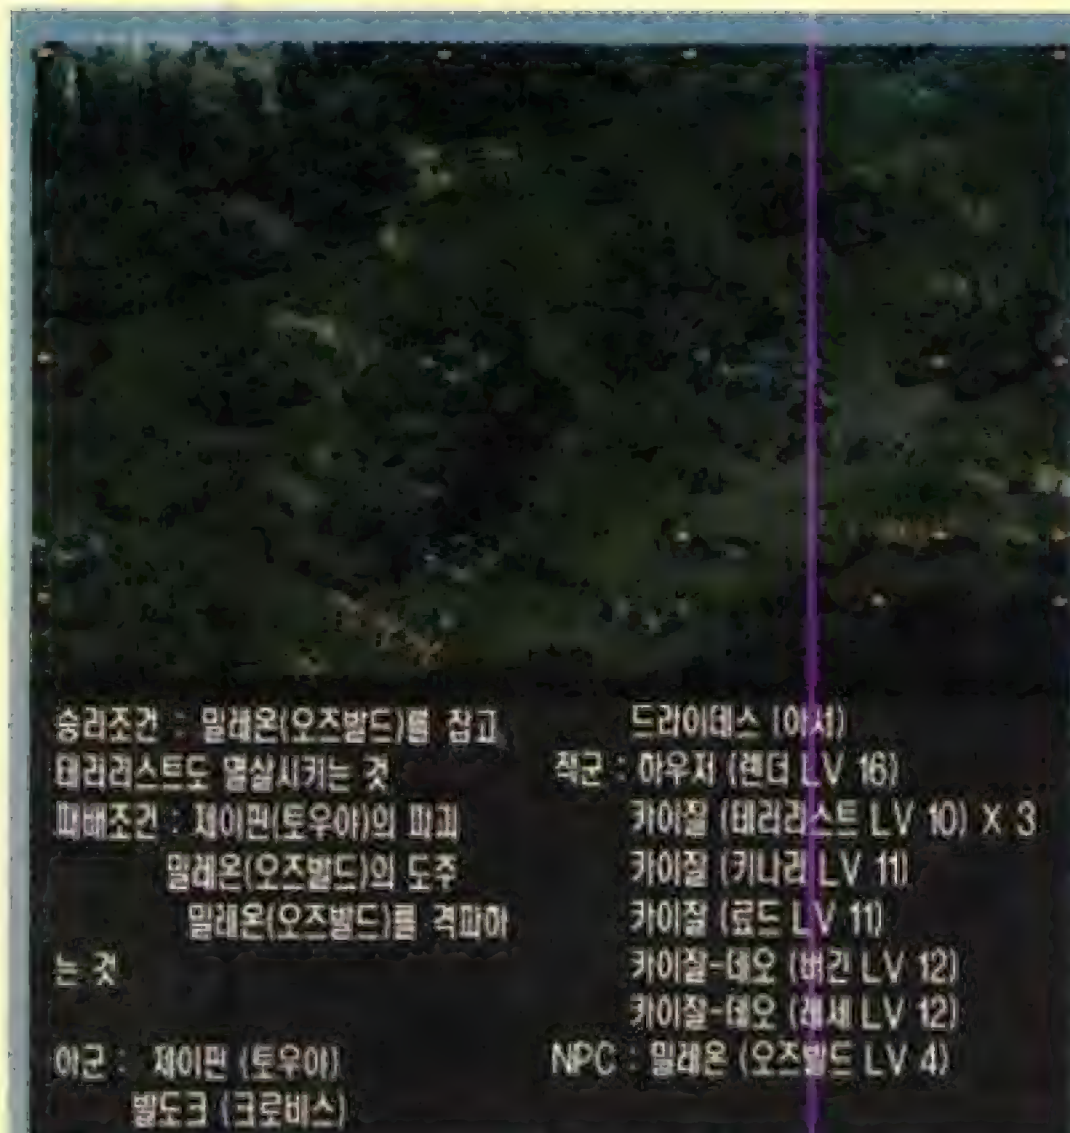 승리조건 : 밀레온(오즈발드)를 잡고
테러리스트도 몰살시키는 것
패배조건 : 제이판(토우야)의 파괴
밀레온(오즈발드)의 도주
밀레온(오즈발드)를 격파하
는 것
아군 : 제이판 (토우야)
발도크 (크로비스)
드라이데스 (아서)
적군 : 하우저 (렌더 LV 16)
카이잘 (테러리스트 LV 10) X 3
카이잘 (키나리 LV 11)
카이잘 (료드 LV 11)
카이잘-데오 (버긴 LV 12)
카이잘-데오 (레세 LV 12)
NPC : 밀레온 (오즈발드 LV 4)